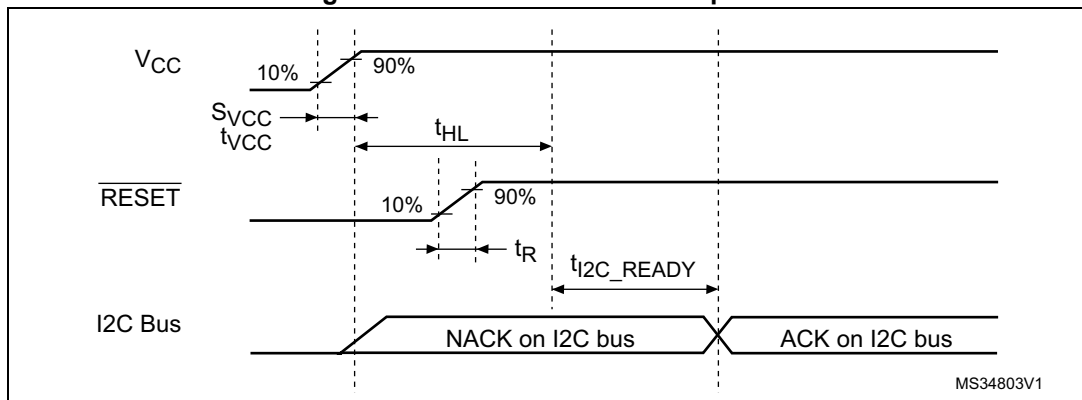 VCC
10%
90%
SVCC
tVCC
tHL
RESET
10%
90%
tR
tI2C_READY
I2C Bus
NACK on I2C bus
ACK on I2C bus
MS34803V1